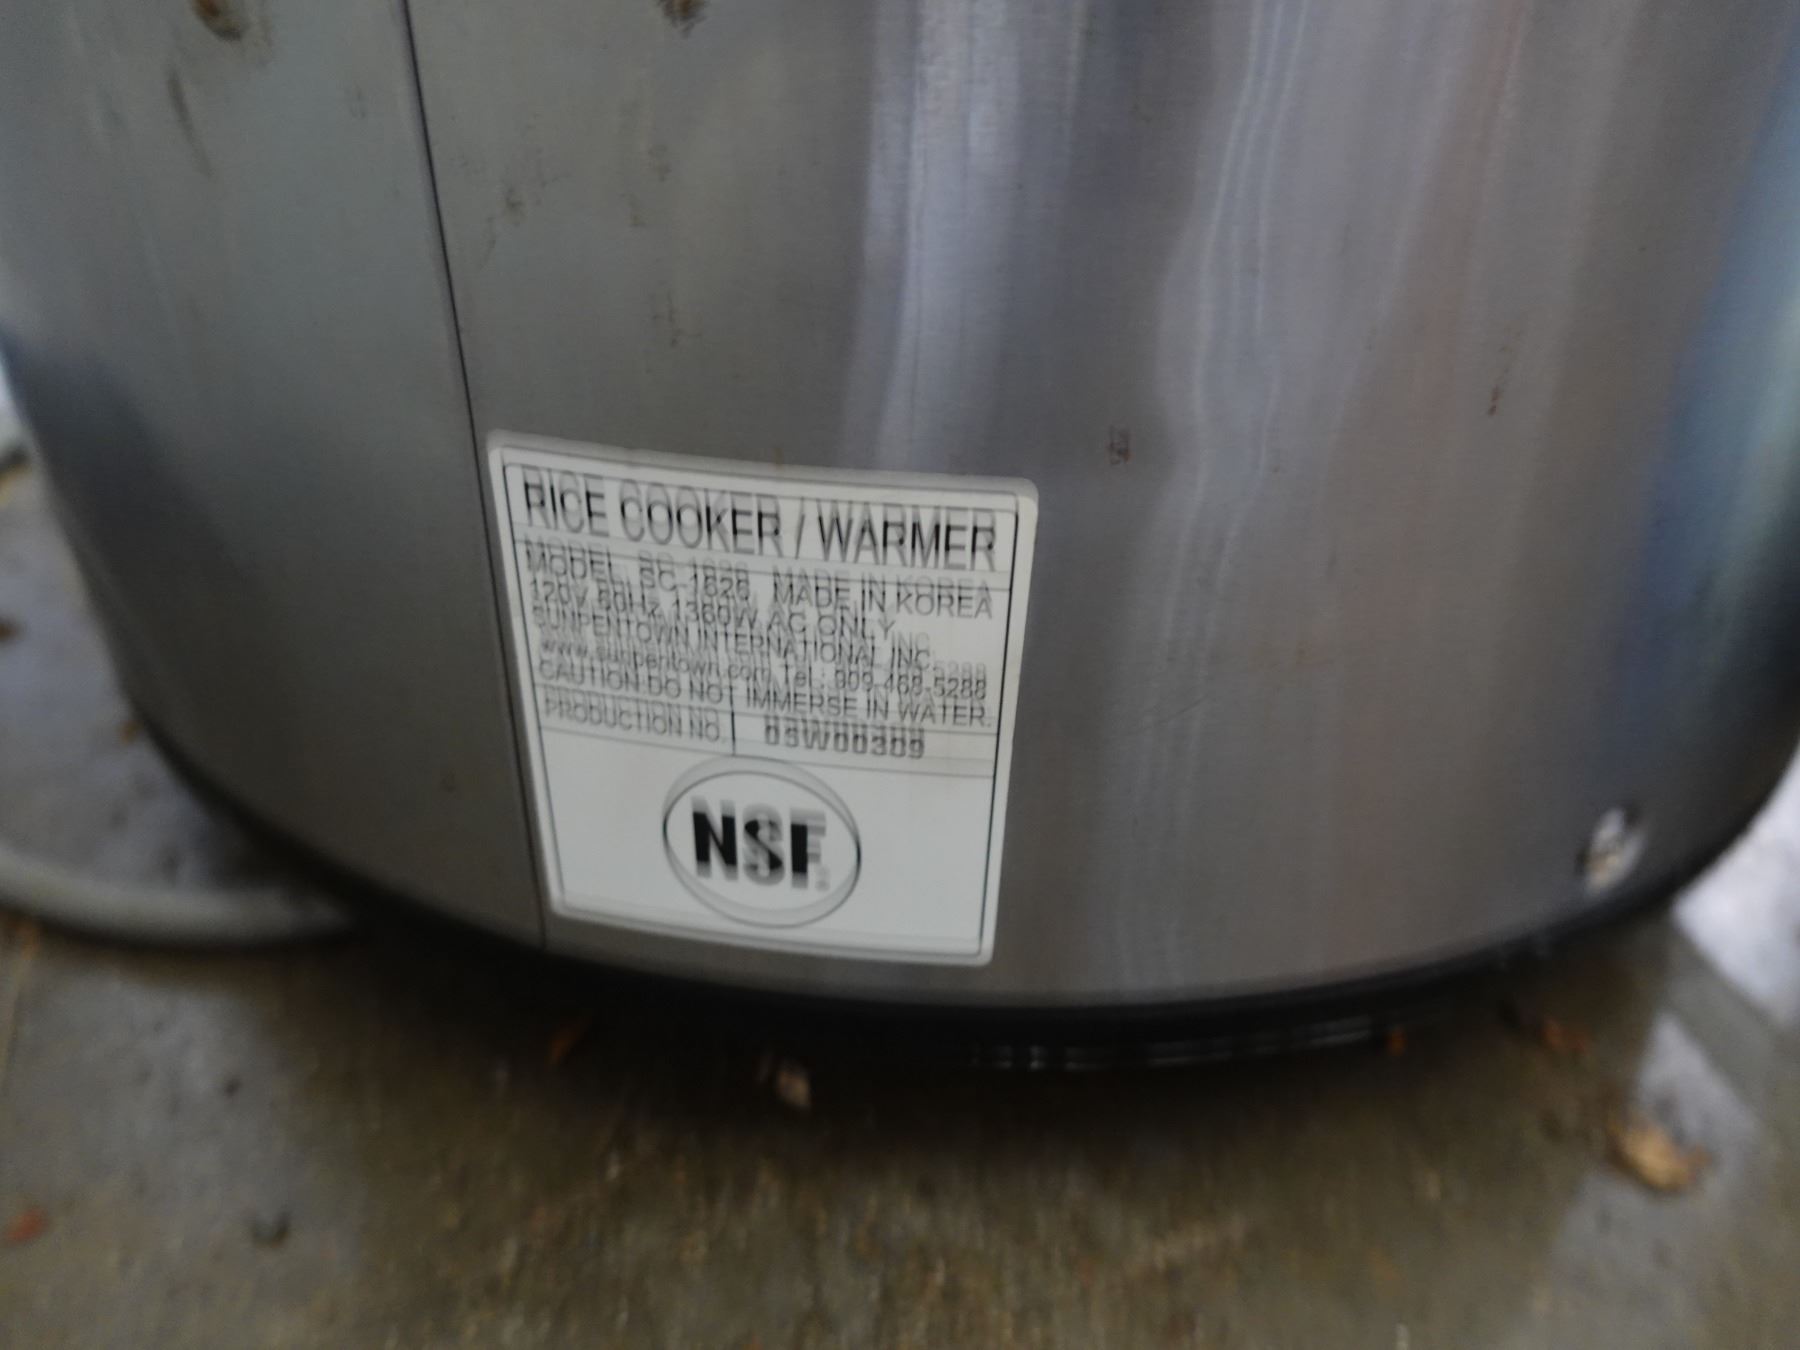 RICE COOKER / WARMER
MODEL. SC-1626 MADE IN KOREA
120V 60Hz 1360W AC ONLY
SUNPENTOWN INTERNATIONAL INC.
www.sunpentown.com Tel.: 909-468-5288
CAUTION:DO NOT IMMERSE IN WATER.
PRODUCTION NO. 05W00309
NSF